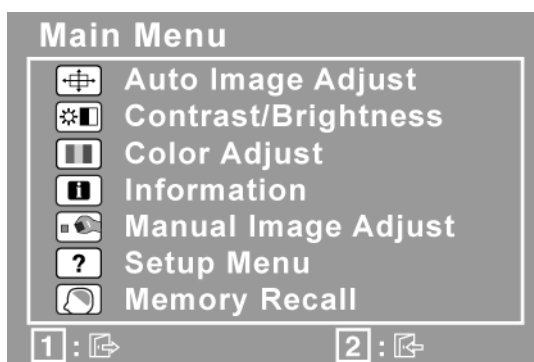 Main Menu
Auto Image Adjust
Contrast/Brightness
Color Adjust
Information
Manual Image Adjust
? Setup Menu
Memory Recall
1 : 2 :